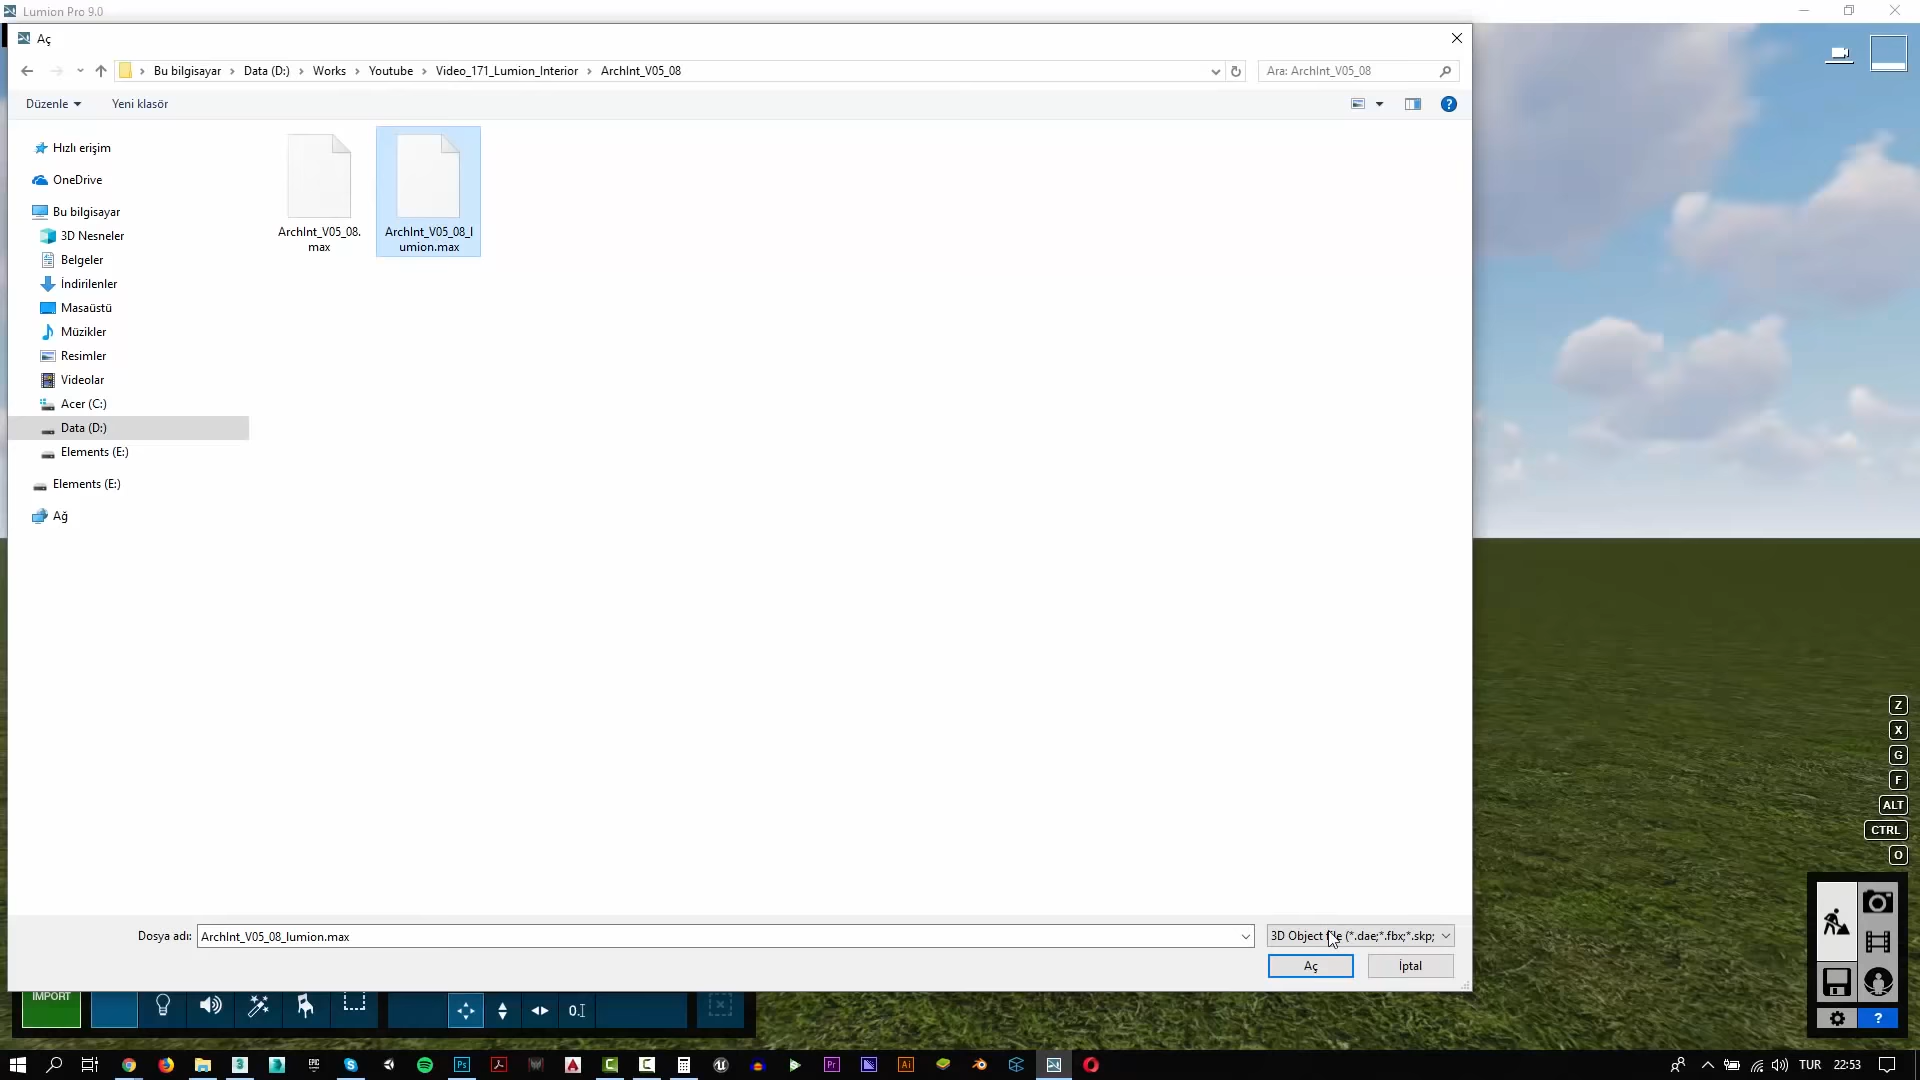 Lumion Pro 9.0
Aç
Bu bilgisayar > Data (D:) > Works > Youtube > Video_171_Lumion_Interior > ArchInt_V05_08
Ara: ArchInt_V05_08
Düzenle
Yeni klasör
Hızlı erişim
OneDrive
Bu bilgisayar
3D Nesneler
Belgeler
İndirilenler
Masaüstü
Müzikler
Resimler
Videolar
Acer (C:)
Data (D:)
Elements (E:)
Elements (E:)
Ağ
ArchInt_V05_08.
max
ArchInt_V05_08_l
umion.max
Z
X
G
F
ALT
CTRL
O
Dosya adı:
ArchInt_V05_08_lumion.max
3D Object file (*.dae;*.fbx;*.skp;
Aç
İptal
IMPORT
TUR
22:53